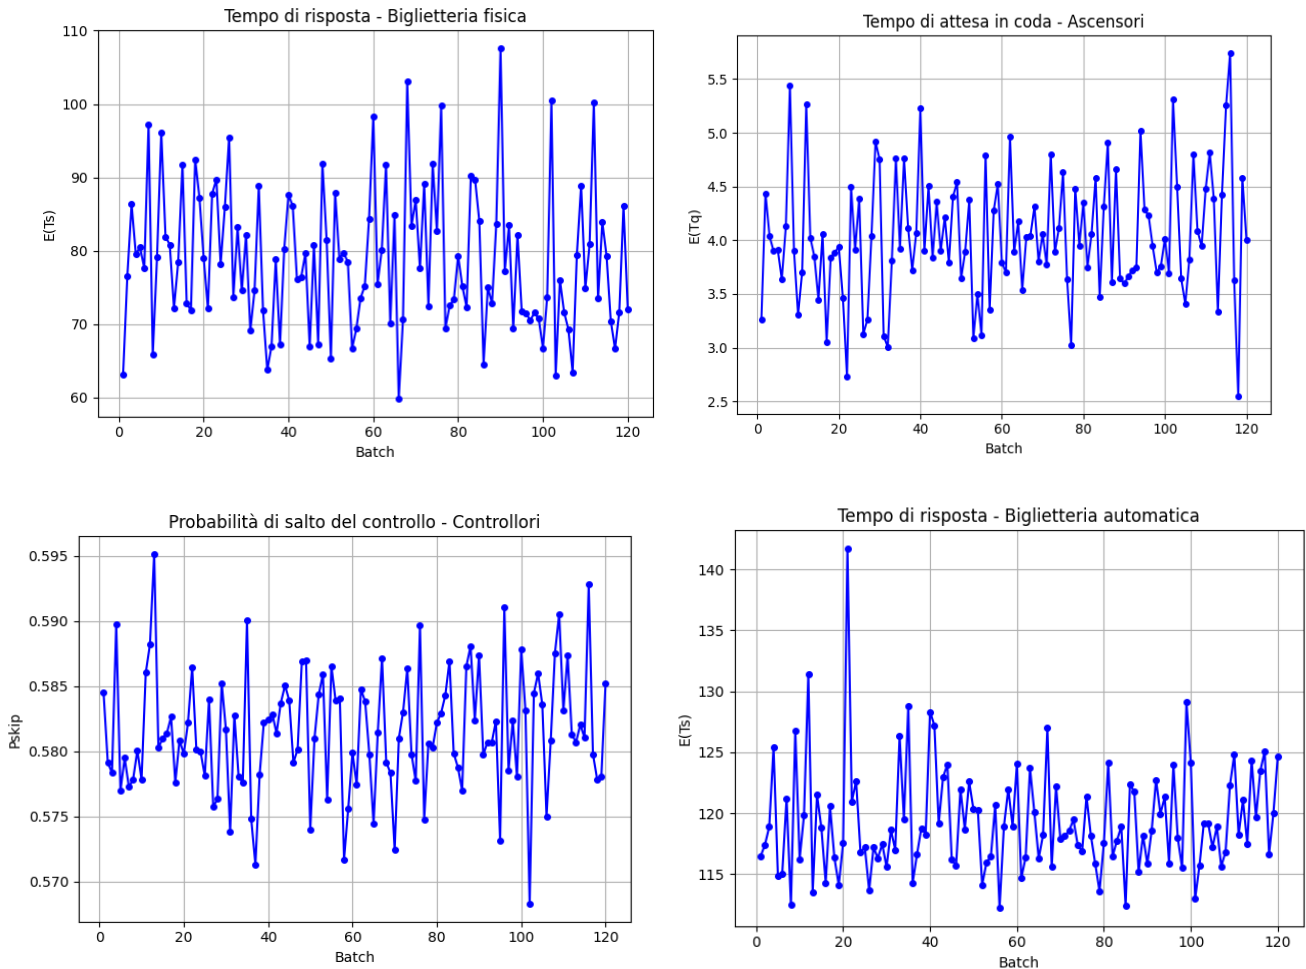 Tempo di risposta - Biglietteria fisica
110
100
90
80
70
60
E(Ts)
0 20 40 60 80 100 120
Batch
Tempo di attesa in coda - Ascensori
5.5
5.0
4.5
4.0
3.5
3.0
2.5
E(Tq)
0 20 40 60 80 100 120
Batch
Probabilità di salto del controllo - Controllori
0.595
0.590
0.585
0.580
0.575
0.570
Pskip
0 20 40 60 80 100 120
Batch
Tempo di risposta - Biglietteria automatica
140
135
130
125
120
115
E(Ts)
0 20 40 60 80 100 120
Batch